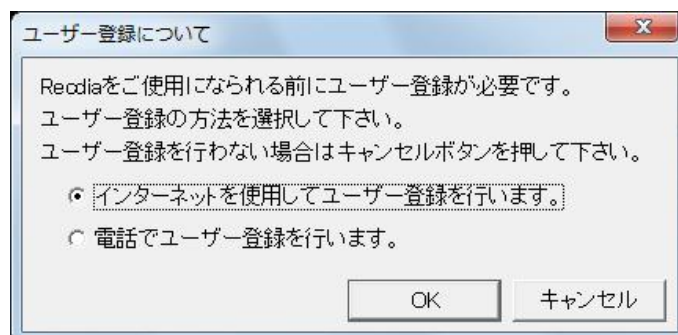 ユーザー登録について
Recdiaをご使用になられる前にユーザー登録が必要です。
ユーザー登録の方法を選択して下さい。
ユーザー登録を行わない場合はキャンセルボタンを押して下さい。
インターネットを使用してユーザー登録を行います。
電話でユーザー登録を行います。
OK
キャンセル